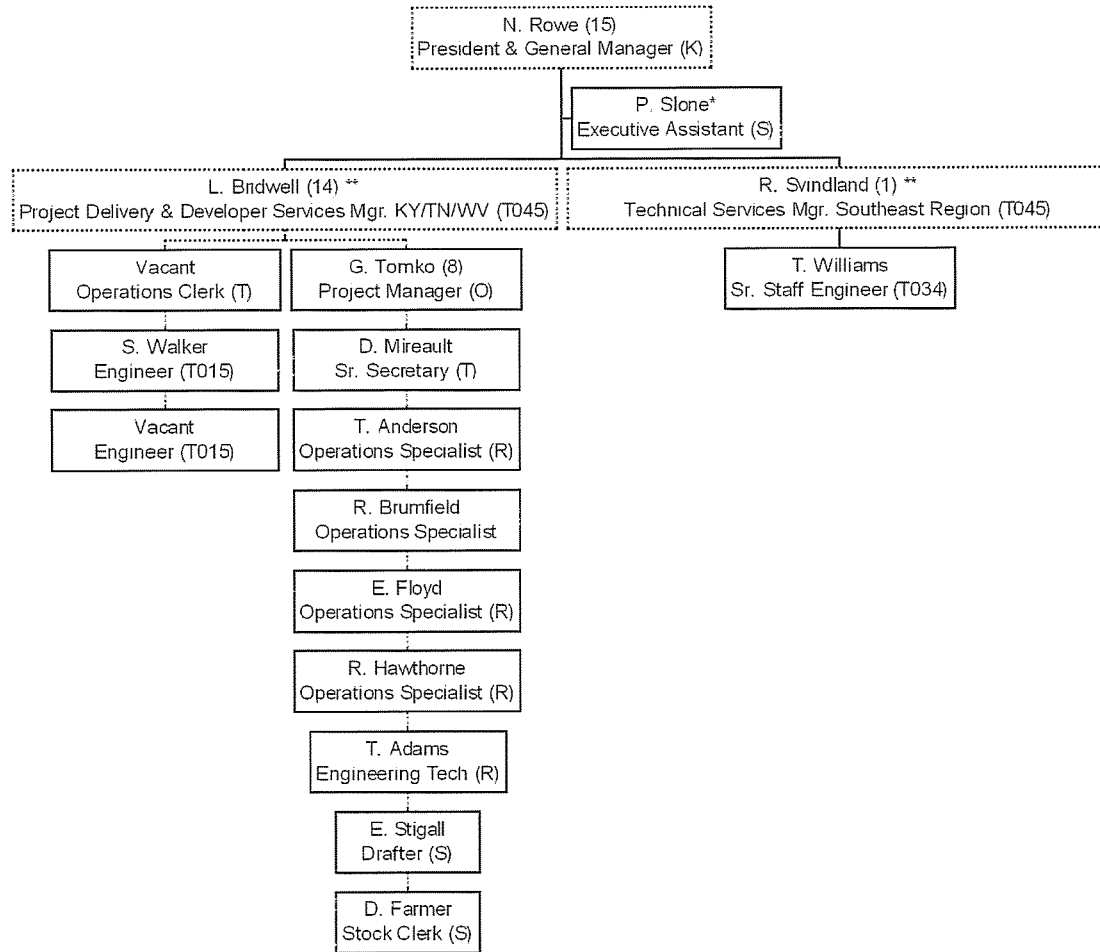 N. Rowe (15)
President & General Manager (K)
P. Slone*
Executive Assistant (S)
L. Bridwell (14) **
Project Delivery & Developer Services Mgr. KY/TN/WV (T045)
R. Svindland (1) **
Technical Services Mgr. Southeast Region (T045)
Vacant
Operations Clerk (T)
S. Walker
Engineer (T015)
Vacant
Engineer (T015)
G. Tomko (8)
Project Manager (O)
D. Mireault
Sr. Secretary (T)
T. Anderson
Operations Specialist (R)
R. Brumfield
Operations Specialist
E. Floyd
Operations Specialist (R)
R. Hawthorne
Operations Specialist (R)
T. Adams
Engineering Tech (R)
E. Stigall
Drafter (S)
D. Farmer
Stock Clerk (S)
T. Williams
Sr. Staff Engineer (T034)